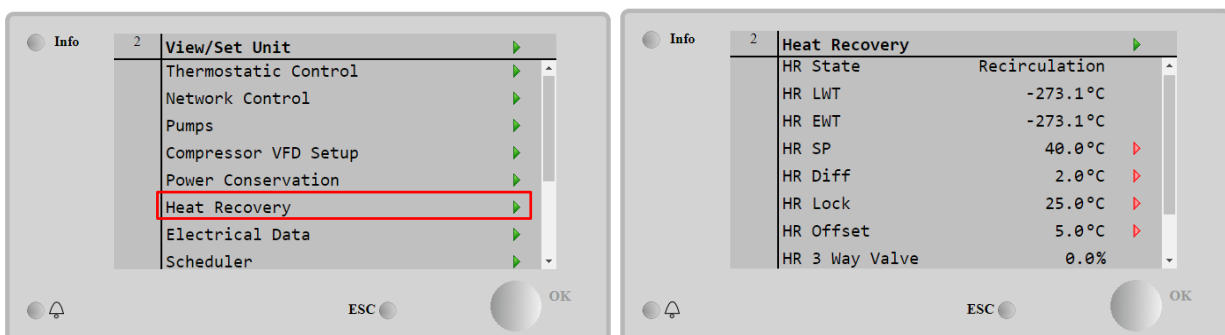 Info
2 View/Set Unit
Thermostatic Control
Network Control
Pumps
Compressor VFD Setup
Power Conservation
Heat Recovery
Electrical Data
Scheduler
ESC
OK
Info
2 Heat Recovery
HR State Recirculation
HR LWT -273.1°C
HR EWT -273.1°C
HR SP 40.0°C
HR Diff 2.0°C
HR Lock 25.0°C
HR Offset 5.0°C
HR 3 Way Valve 0.0%
ESC
OK